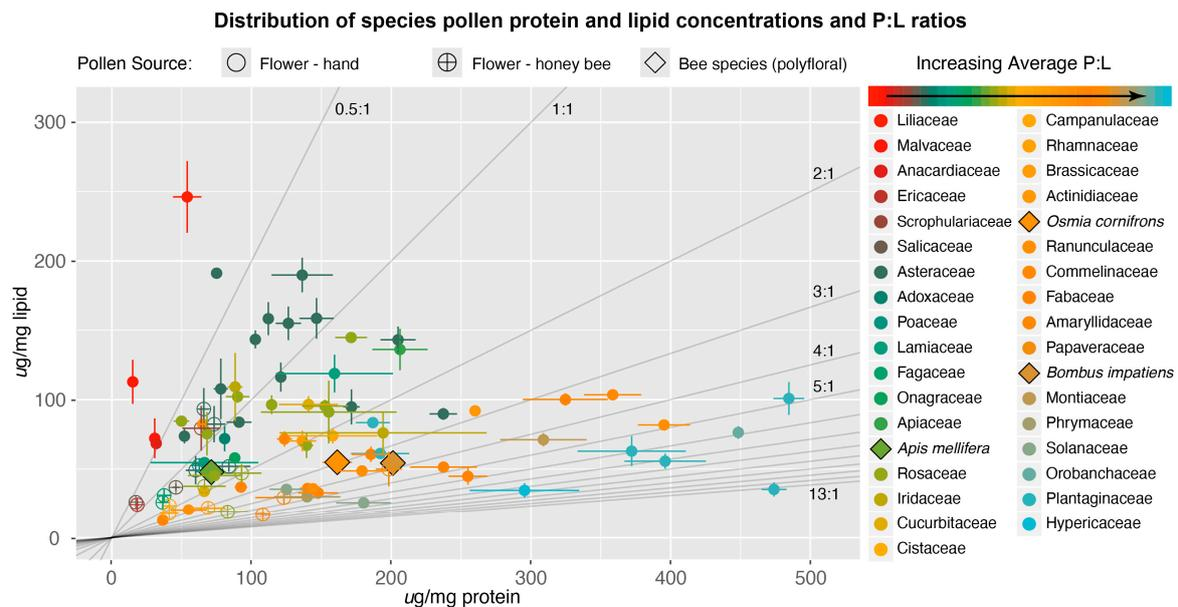 Distribution of species pollen protein and lipid concentrations and P:L ratios
Pollen Source: Flower - hand Flower - honey bee Bee species (polyfloral)
Increasing Average P:L
0.5:1
1:1
2:1
3:1
4:1
5:1
13:1
300
200
100
0
ug/mg lipid
0 100 200 300 400 500
ug/mg protein
Liliaceae
Malvaceae
Anacardiaceae
Ericaceae
Scrophulariaceae
Salicaceae
Asteraceae
Adoxaceae
Poaceae
Lamiaceae
Fagaceae
Onagraceae
Apiaceae
Apis mellifera
Rosaceae
Iridaceae
Cucurbitaceae
Cistaceae
Campanulaceae
Rhamnaceae
Brassicaceae
Actinidiaceae
Osmia cornifrons
Ranunculaceae
Commelinaceae
Fabaceae
Amaryllidaceae
Papaveraceae
Bombus impatiens
Montiaceae
Phrymaceae
Solanaceae
Orobanchaceae
Plantaginaceae
Hypericaceae